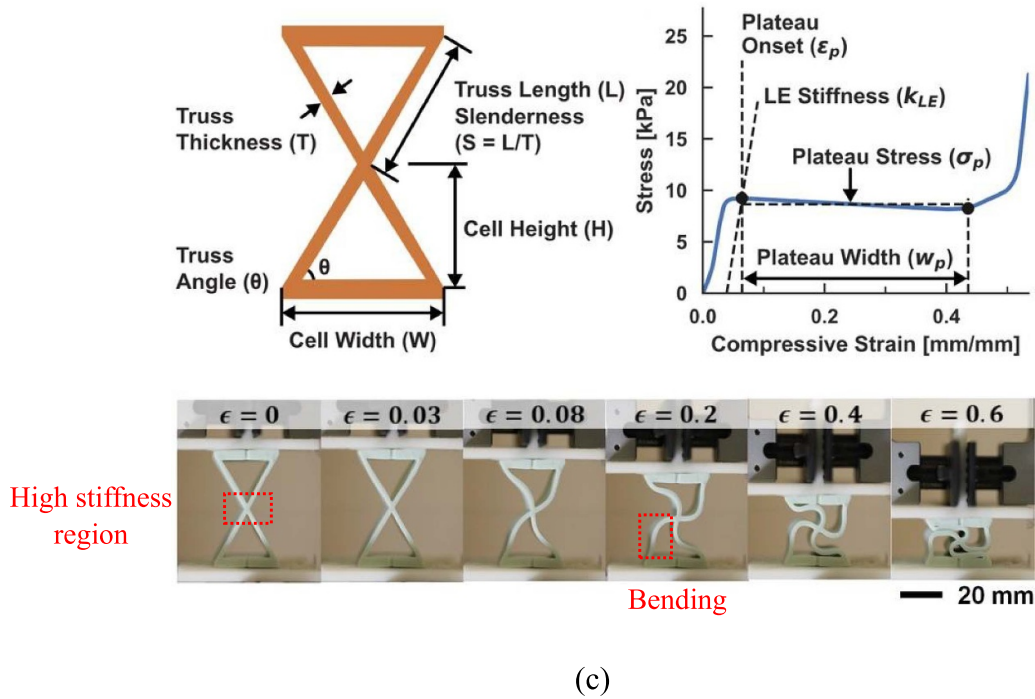 Truss
Thickness (T)
Truss Length (L)
Slenderness
(S = L/T)
Cell Height (H)
Truss
Angle (θ)
θ
Cell Width (W)
Plateau
Onset (εₚ)
LE Stiffness (k_LE)
Plateau Stress (σₚ)
Plateau Width (wₚ)
Stress [kPa]
25
20
15
10
5
0
0.0 0.2 0.4
Compressive Strain [mm/mm]
ϵ = 0 ϵ = 0.03 ϵ = 0.08 ϵ = 0.2 ϵ = 0.4 ϵ = 0.6
High stiffness
region
Bending
20 mm
(c)